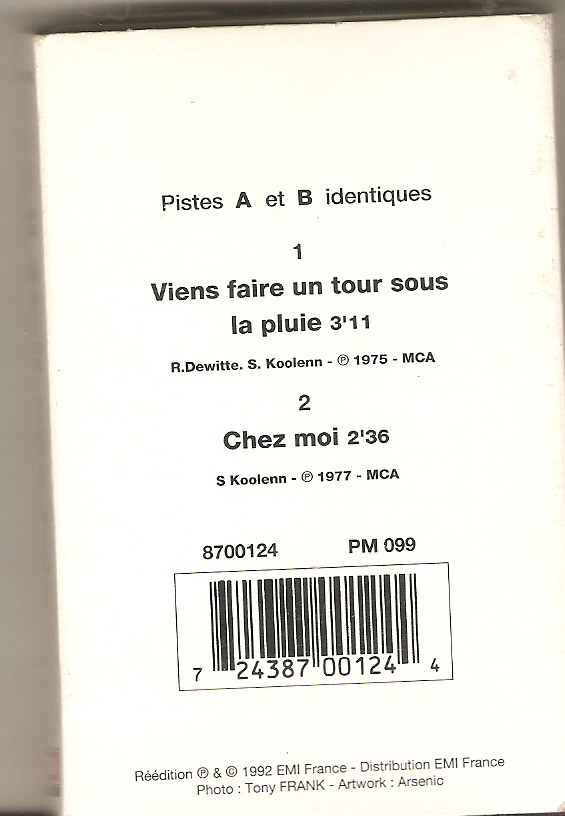 Pistes A et B identiques
1
Viens faire un tour sous
la pluie 3'11
R.Dewitte. S. Koolenn - ℗ 1975 - MCA
2
Chez moi 2'36
S Koolenn - ℗ 1977 - MCA
8700124 PM 099
7 24387 00124 4
Réédition ℗ & © 1992 EMI France - Distribution EMI France
Photo : Tony FRANK - Artwork : Arsenic